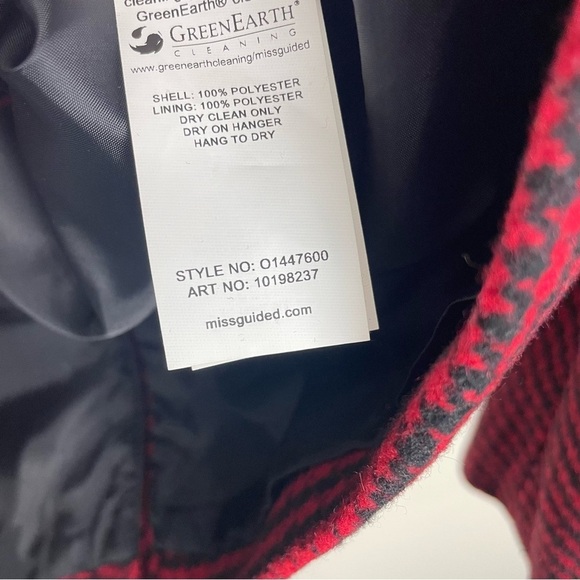 GreenEarth®
GREENEARTH
CLEANING
www.greenearthcleaning/missguided
SHELL: 100% POLYESTER
LINING: 100% POLYESTER
DRY CLEAN ONLY
DRY ON HANGER
HANG TO DRY
STYLE NO: O1447600
ART NO: 10198237
missguided.com